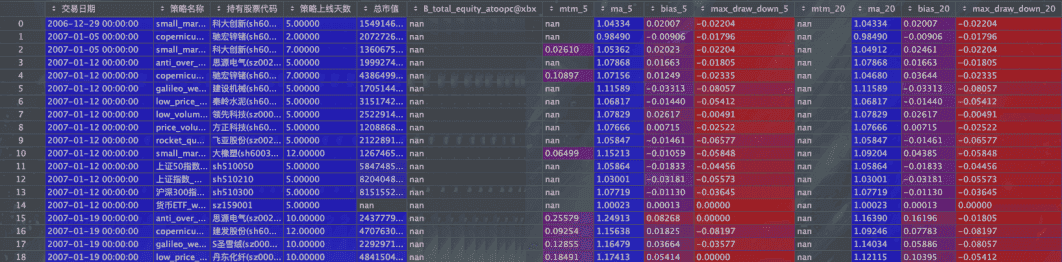 交易日期 策略名称 持有股票代码 策略上线天数 总市值 8_total_equity_atoopc@xbx mtm_5 ma_5 bias_5 max_draw_down_5 mtm_20 ma_20 bias_20 max_draw_down_20
0 2006-12-29 00:00:00 small_mar... 科大创新(sh60... 5.00000 1549146... nan nan 1.04334 0.02007 -0.02204 nan 1.04334 0.02007 -0.02204
1 2007-01-05 00:00:00 copernicu... 驰宏锌锗(sh60... 2.00000 2072726... nan nan 0.98490 -0.00906 -0.01796 nan 0.98490 -0.00906 -0.01796
2 2007-01-05 00:00:00 small_mar... 科大创新(sh60... 7.00000 1360675... nan 0.02610 1.05362 0.02023 -0.02204 nan 1.04912 0.02461 -0.02204
3 2007-01-12 00:00:00 anti_over_... 思源电气(sz002... 5.00000 1999274... nan nan 1.07868 0.01663 -0.01805 nan 1.07868 0.01663 -0.01805
4 2007-01-12 00:00:00 copernicu... 驰宏锌锗(sh60... 7.00000 4386499... nan 0.10897 1.07156 0.01249 -0.02335 nan 1.04680 0.03644 -0.02335
5 2007-01-12 00:00:00 galileo_we... 建设机械(sh60... 5.00000 1705144... nan nan 1.11589 -0.03313 -0.08057 nan 1.11589 -0.03313 -0.08057
6 2007-01-12 00:00:00 low_price_... 秦岭水泥(sh60... 5.00000 3151742... nan nan 1.06817 -0.01440 -0.05412 nan 1.06817 -0.01440 -0.05412
7 2007-01-12 00:00:00 low_volum... 领先科技(sz000... 5.00000 2522914... nan nan 1.07829 0.02617 -0.00491 nan 1.07829 0.02617 -0.00491
8 2007-01-12 00:00:00 price_volu... 方正科技(sh60... 5.00000 1208868... nan nan 1.07666 0.00715 -0.02522 nan 1.07666 0.00715 -0.02522
9 2007-01-12 00:00:00 rocket_qu... 飞亚股份(sz002... 5.00000 2122891... nan nan 1.05847 -0.01461 -0.06577 nan 1.05847 -0.01461 -0.06577
10 2007-01-12 00:00:00 small_mar... 大橡塑(sh6003... 12.00000 1267465... nan 0.06499 1.15213 -0.01059 -0.05848 nan 1.09204 0.04385 -0.05848
11 2007-01-12 00:00:00 上证50指数... sh510050 5.00000 5847485... nan nan 1.05864 -0.01833 -0.04456 nan 1.05864 -0.01833 -0.04456
12 2007-01-12 00:00:00 上证指数_... sh510210 5.00000 8204048... nan nan 1.03001 -0.03181 -0.05573 nan 1.03001 -0.03181 -0.05573
13 2007-01-12 00:00:00 沪深300指... sh510300 5.00000 8151552... nan nan 1.07719 -0.01130 -0.03645 nan 1.07719 -0.01130 -0.03645
14 2007-01-12 00:00:00 货币ETF_w... sz159001 5.00000 nan nan nan 1.00023 0.00013 0.00000 nan 1.00023 0.00013 0.00000
15 2007-01-19 00:00:00 anti_over_... 思源电气(sz002... 10.00000 2437779... nan 0.25579 1.24913 0.08268 -0.01805 nan 1.16390 0.16196 -0.01805
16 2007-01-19 00:00:00 copernicu... 建发股份(sh60... 12.00000 4707630... nan 0.09254 1.15638 0.01825 -0.08197 nan 1.09246 0.07783 -0.08197
17 2007-01-19 00:00:00 galileo_we... S圣雪绒(sz000... 10.00000 2292971... nan 0.12855 1.16479 0.03664 -0.03577 nan 1.14034 0.05886 -0.08057
18 2007-01-19 00:00:00 low_price_... 丹东化纤(sz00... 10.00000 4841504... nan 0.18491 1.17413 0.05414 0.00000 nan 1.12115 0.10395 -0.05412